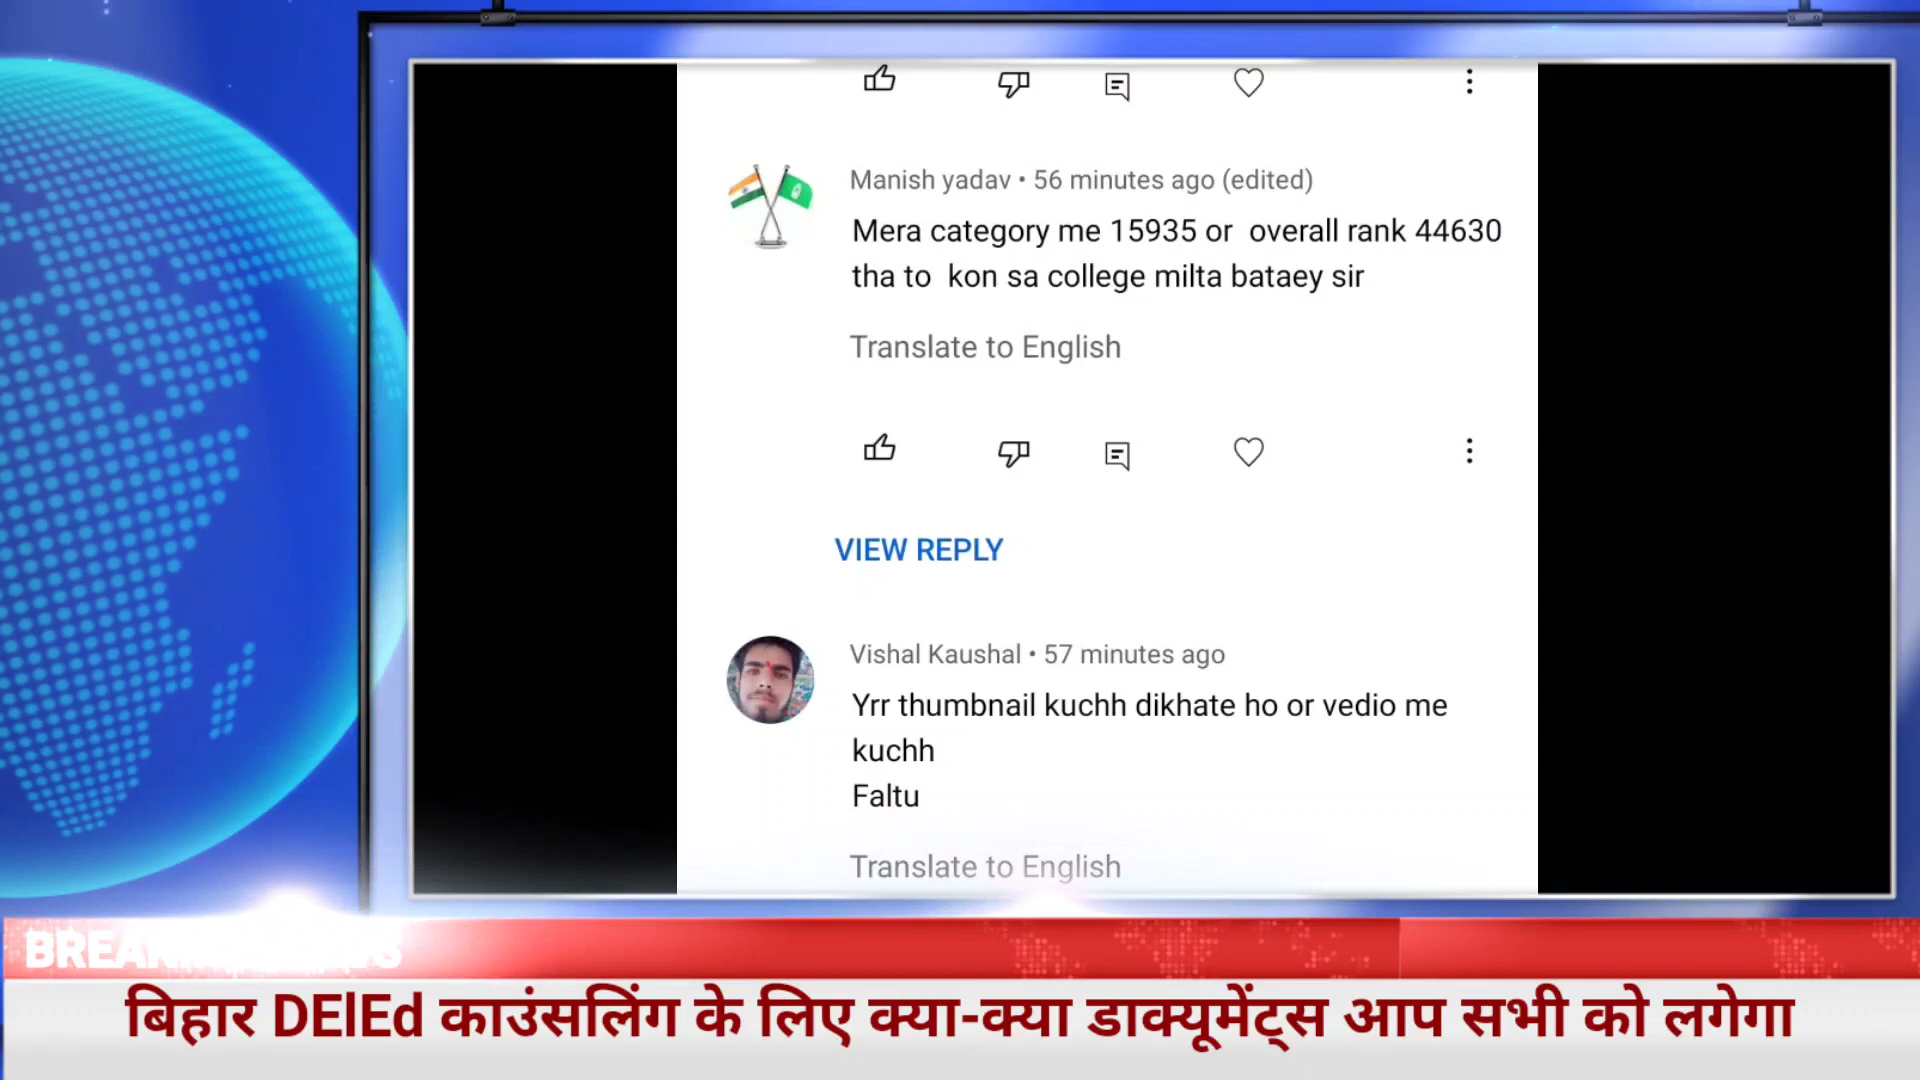 Manish yadav • 56 minutes ago (edited)
Mera category me 15935 or overall rank 44630
tha to kon sa college milta bataey sir
Translate to English
VIEW REPLY
Vishal Kaushal • 57 minutes ago
Yrr thumbnail kuchh dikhate ho or vedio me
kuchh
Faltu
Translate to English
बिहार DElEd काउंसलिंग के लिए क्या-क्या डाक्यूमेंट्स आप सभी को लगेगा